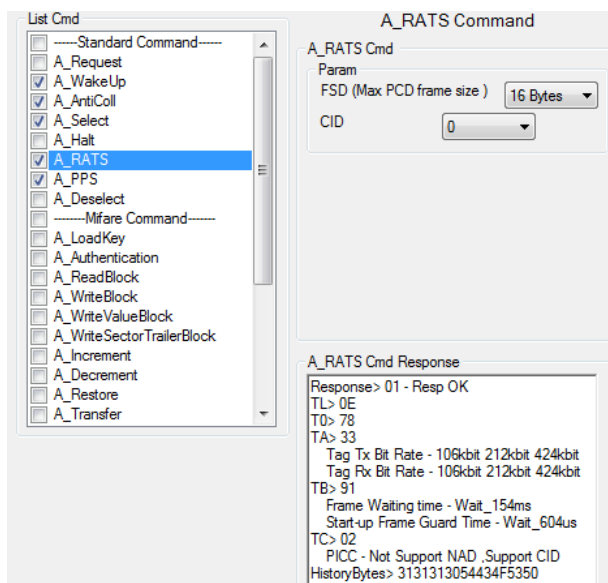 List Cmd
------Standard Command------
A_Request
A_WakeUp
A_AntiColl
A_Select
A_Halt
A_RATS
A_PPS
A_Deselect
--------Mifare Command-------
A_LoadKey
A_Authentication
A_ReadBlock
A_WriteBlock
A_WriteValueBlock
A_WriteSectorTrailerBlock
A_Increment
A_Decrement
A_Restore
A_Transfer
A_RATS Command
A_RATS Cmd
Param
FSD (Max PCD frame size ) 16 Bytes
CID 0
A_RATS Cmd Response
Response> 01 - Resp OK
TL> 0E
T0> 78
TA> 33
Tag Tx Bit Rate - 106kbit 212kbit 424kbit
Tag Rx Bit Rate - 106kbit 212kbit 424kbit
TB> 91
Frame Waiting time - Wait_154ms
Start-up Frame Guard Time - Wait_604us
TC> 02
PICC - Not Support NAD ,Support CID
HistoryBytes> 3131313054434F5350